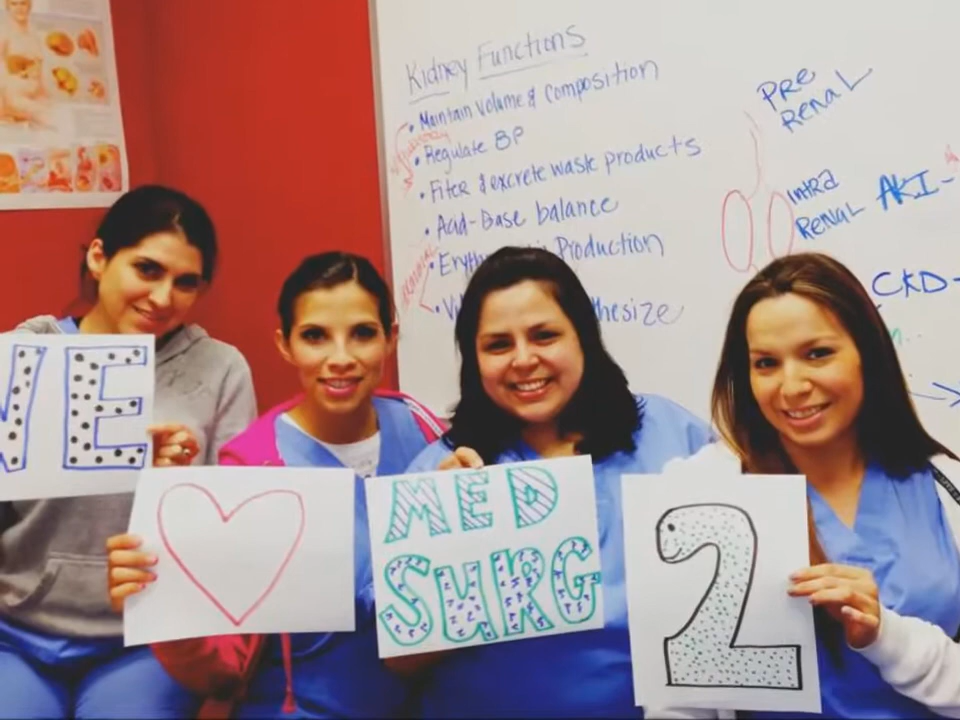 Kidney Functions
• Maintain volume & composition
• Regulate BP
• Filter & excrete waste products
• Acid-Base balance
• Production
PRE
RENAL
INTRA
RENAL
AKI-
CKD-
WE
MED
SURG
2